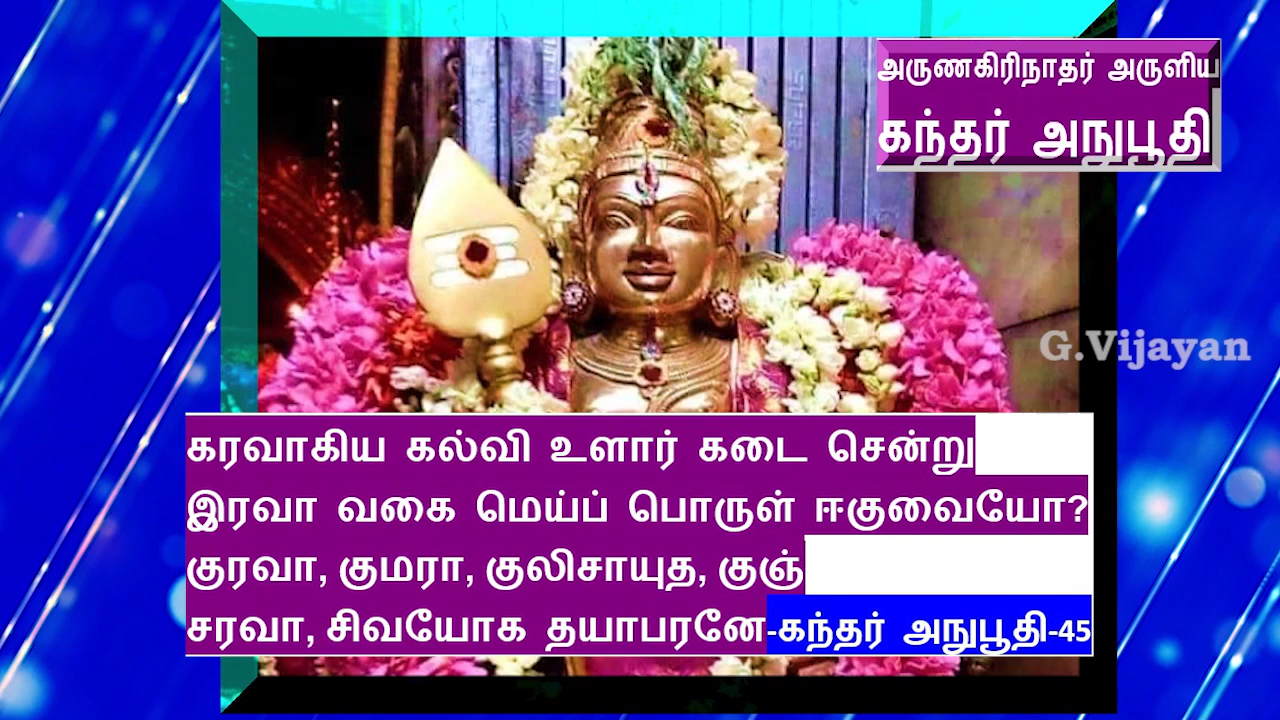 அருணகிரிநாதர் அருளிய
கந்தர் அநுபூதி
G.Vijayan
கரவாகிய கல்வி உளார் கடை சென்று
இரவா வகை மெய்ப் பொருள் ஈகுவையோ?
குரவா, குமரா, குலிசாயுத, குஞ்
சரவா, சிவயோக தயாபரனே-கந்தர் அநுபூதி-45